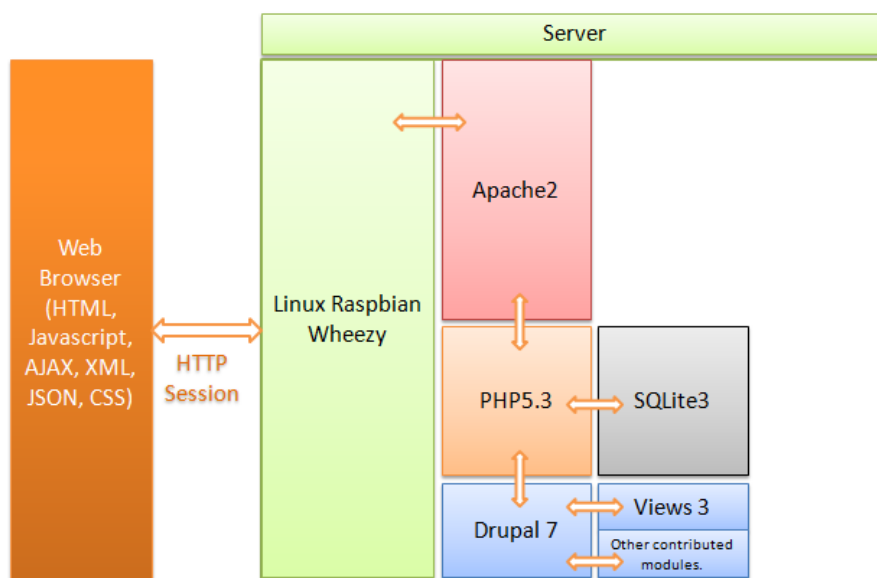 Server
Web
Browser
(HTML,
Javascript,
AJAX, XML,
JSON, CSS)
HTTP
Session
Linux Raspbian
Wheezy
Apache2
PHP5.3
SQLite3
Drupal 7
Views 3
Other contributed
modules.